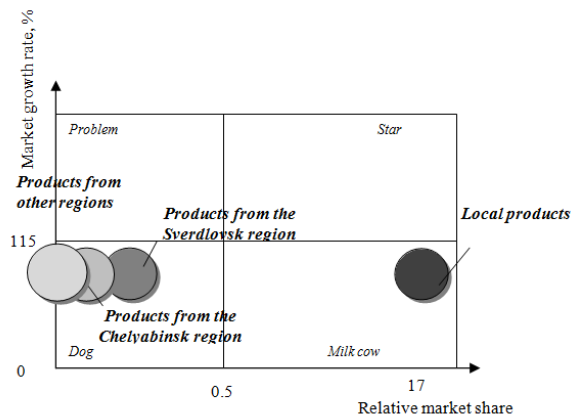 Market growth rate, %
Problem
Star
Products from
other regions
Products from the
Sverdlovsk region
Local products
115
Products from the
Chelyabinsk region
Dog
Milk cow
0
0.5
17
Relative market share